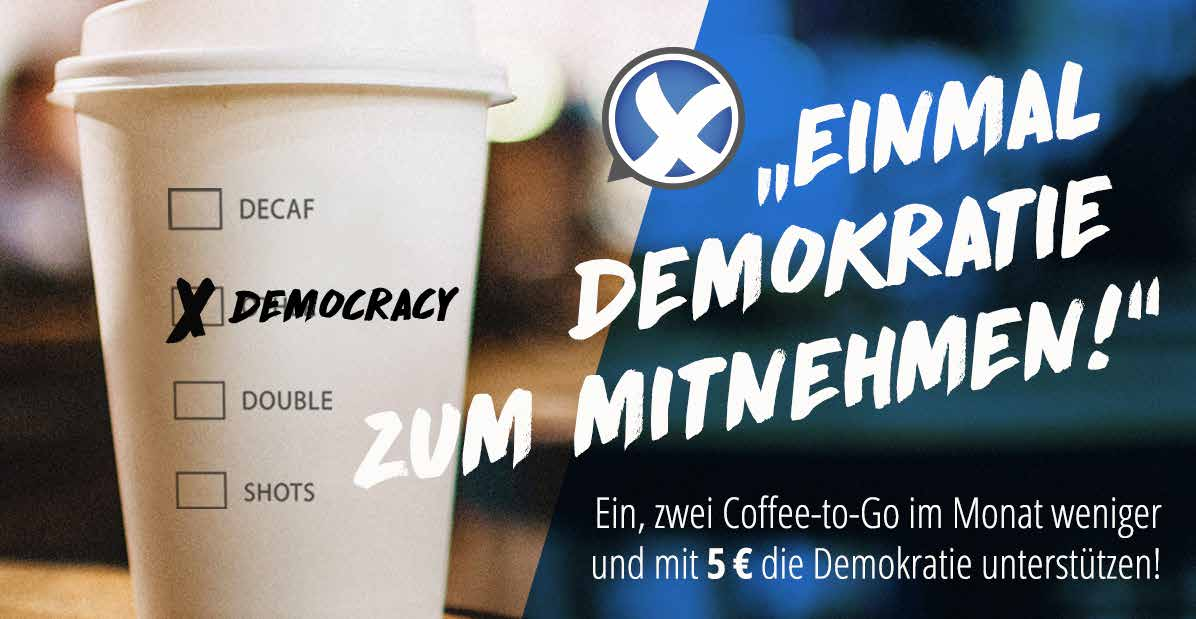 DECAF
X DEMOCRACY
DOUBLE
SHOTS
„EINMAL
DEMOKRATIE
ZUM MITNEHMEN!“
Ein, zwei Coffee-to-Go im Monat weniger
und mit 5 € die Demokratie unterstützen!